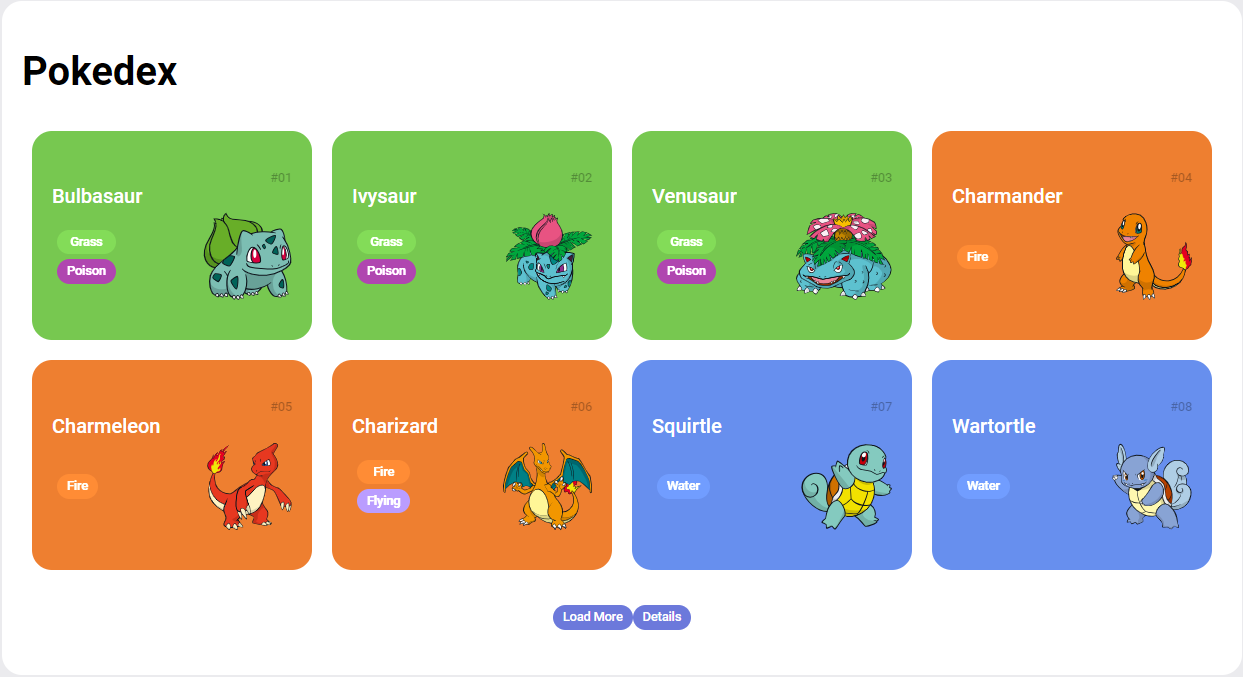 Pokedex
#01
Bulbasaur
Grass
Poison
#02
Ivysaur
Grass
Poison
#03
Venusaur
Grass
Poison
#04
Charmander
Fire
#05
Charmeleon
Fire
#06
Charizard
Fire
Flying
#07
Squirtle
Water
#08
Wartortle
Water
Load More
Details